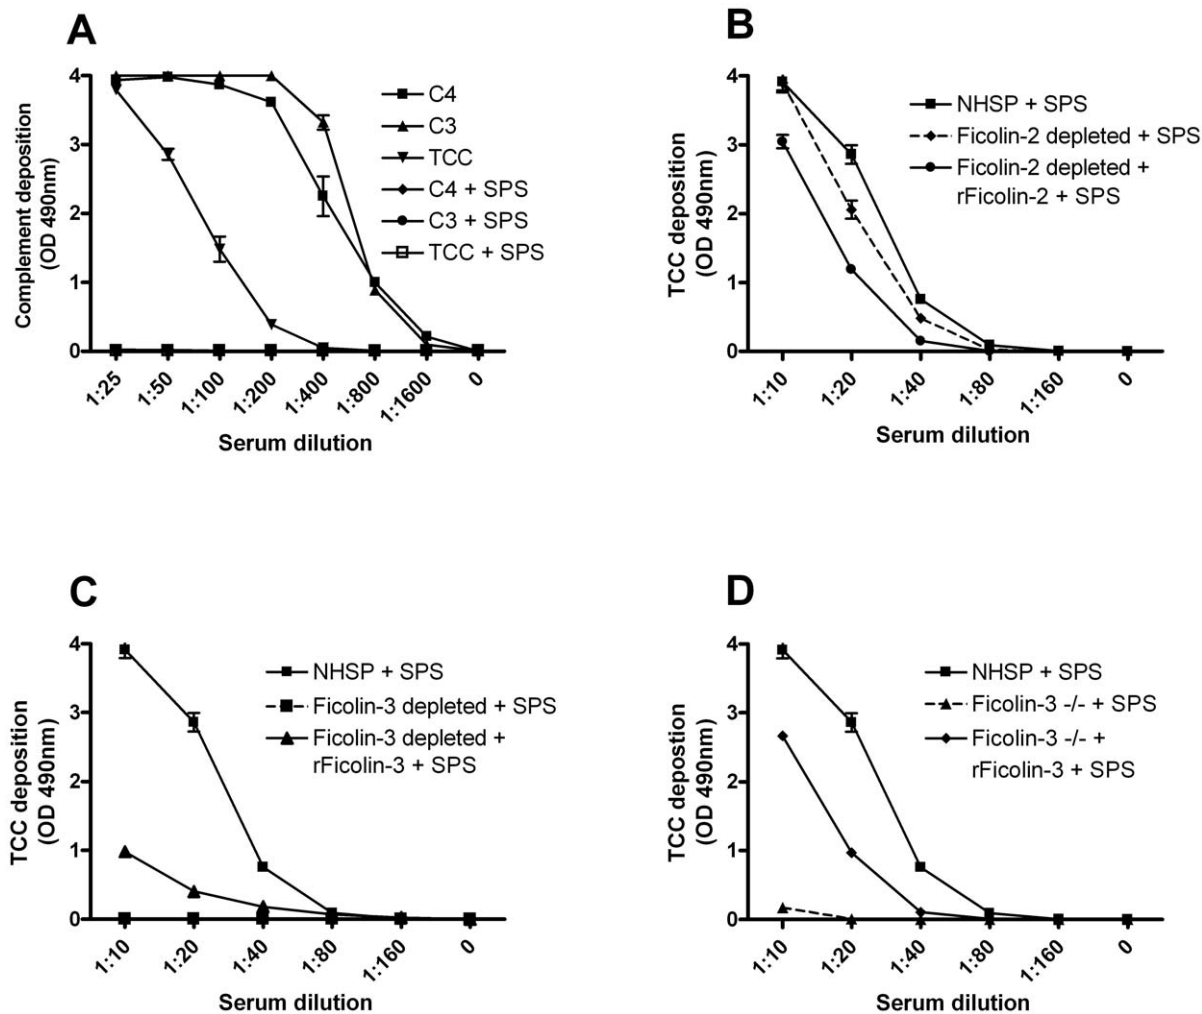 A
Complement deposition
(OD 490nm)
4
3
2
1
0
C4
C3
TCC
C4 + SPS
C3 + SPS
TCC + SPS
1:25
1:50
1:100
1:200
1:400
1:800
1:1600
0
Serum dilution
B
TCC deposition
(OD 490nm)
4
3
2
1
0
NHSP + SPS
Ficolin-2 depleted + SPS
Ficolin-2 depleted +
rFicolin-2 + SPS
1:10
1:20
1:40
1:80
1:160
0
Serum dilution
C
TCC depositon
(OD 490nm)
4
3
2
1
0
NHSP + SPS
Ficolin-3 depleted + SPS
Ficolin-3 depleted +
rFicolin-3 + SPS
1:10
1:20
1:40
1:80
1:160
0
Serum dilution
D
TCC depostion
(OD 490nm)
4
3
2
1
0
NHSP + SPS
Ficolin-3 -/- + SPS
Ficolin-3 -/- +
rFicolin-3 + SPS
1:10
1:20
1:40
1:80
1:160
0
Serum dilution